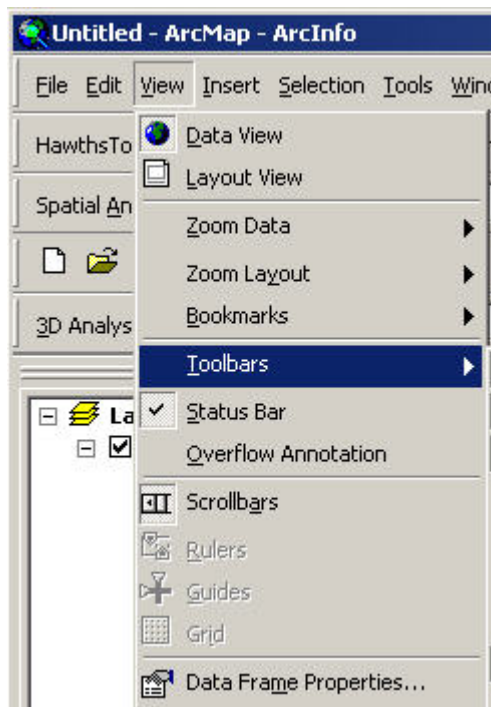 Untitled - ArcMap - ArcInfo
File Edit View Insert Selection Tools
HawthsTo
Spatial An
3D Analys
La
Data View
Layout View
Zoom Data
Zoom Layout
Bookmarks
Toolbars
Status Bar
Overflow Annotation
Scrollbars
Rulers
Guides
Grid
Data Frame Properties...